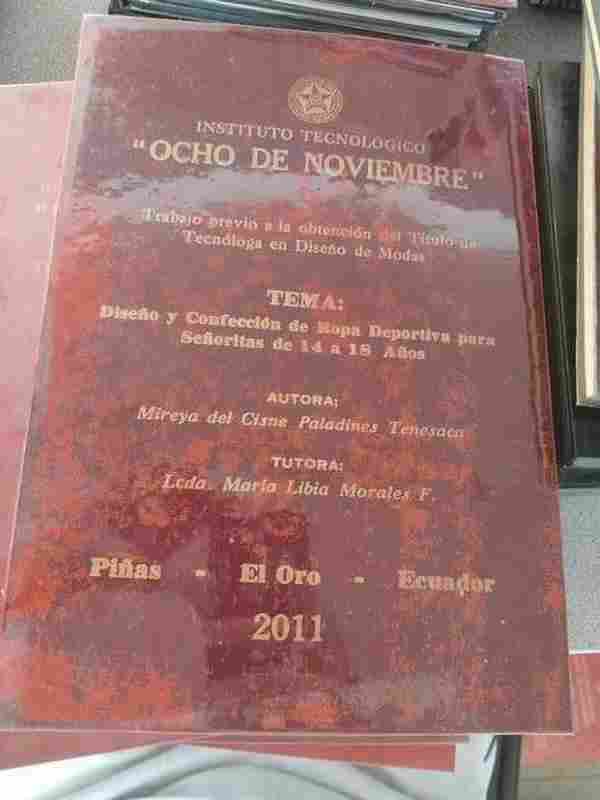 INSTITUTO TECNOLOGICO
"OCHO DE NOVIEMBRE"
Trabajo previo a la obtención del Título de
Tecnóloga en Diseño de Modas
TEMA:
Diseño y Confección de Ropa Deportiva para
Señoritas de 14 a 18 Años
AUTORA:
Mireya del Cisne Paladines Tenesaca
TUTORA:
Lcda. María Libia Morales F.
Piñas - El Oro - Ecuador
2011